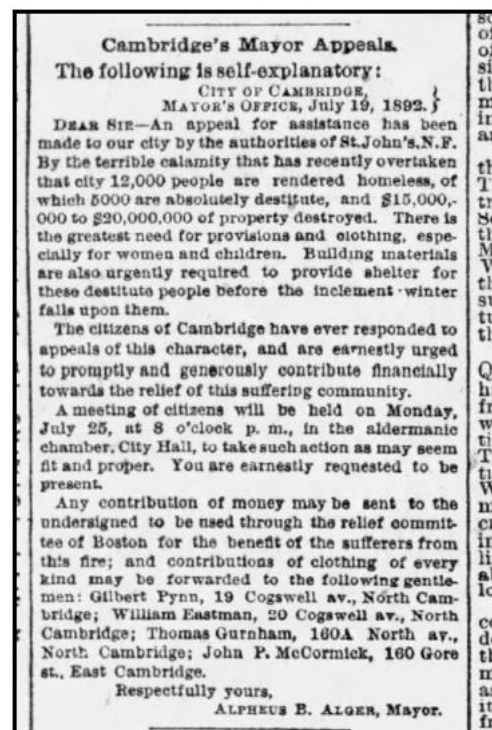 Cambridge's Mayor Appeals.
The following is self-explanatory:
CITY OF CAMBRIDGE,
MAYOR'S OFFICE, July 19, 1892.}
DEAR SIR—An appeal for assistance has been
made to our city by the authorities of St.John's, N.F.
By the terrible calamity that has recently overtaken
that city 12,000 people are rendered homeless, of
which 5000 are absolutely destitute, and $15,000,-
000 to $20,000,000 of property destroyed. There is
the greatest need for provisions and clothing, espe-
cially for women and children. Building materials
are also urgently required to provide shelter for
these destitute people before the inclement winter
falls upon them.
The citizens of Cambridge have ever responded to
appeals of this character, and are earnestly urged
to promptly and generously contribute financially
towards the relief of this suffering community.
A meeting of citizens will be held on Monday,
July 25, at 8 o'clock p. m., in the aldermanic
chamber, City Hall, to take such action as may seem
fit and proper. You are earnestly requested to be
present.
Any contribution of money may be sent to the
undersigned to be used through the relief commit-
tee of Boston for the benefit of the sufferers from
this fire; and contributions of clothing of every
kind may be forwarded to the following gentle-
men: Gilbert Pynn, 19 Cogswell av., North Cam-
bridge; William Eastman, 20 Cogswell av., North
Cambridge; Thomas Gurnham, 160A North av.,
North Cambridge; John P. McCormick, 160 Gore
st., East Cambridge.
Respectfully yours,
ALPHEUS B. ALGER, Mayor.